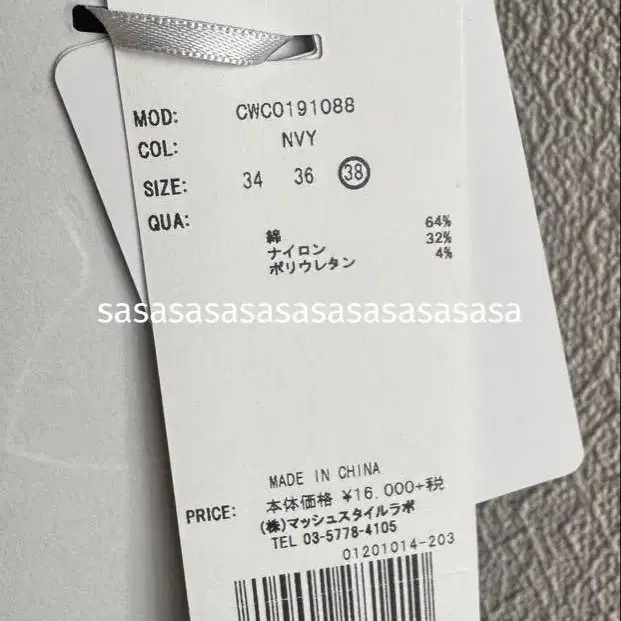 MOD: CWCO191088
COL: NVY
SIZE: 34 36 38
QUA:
綿 64%
ナイロン 32%
ポリウレタン 4%
sasasasasasasasasasasasa
MADE IN CHINA
PRICE: 本体価格 ¥16.000+税
(株)マッシュスタイルラボ
TEL 03-5778-4105
01201014-203